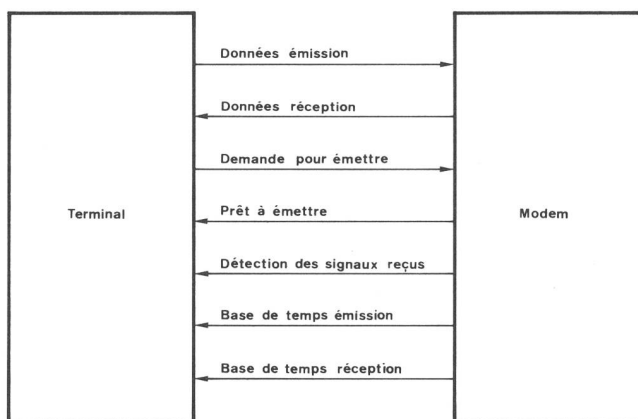 Données émission
Données réception
Demande pour émettre
Terminal
Prêt à émettre
Modem
Détection des signaux reçus
Base de temps émission
Base de temps réception